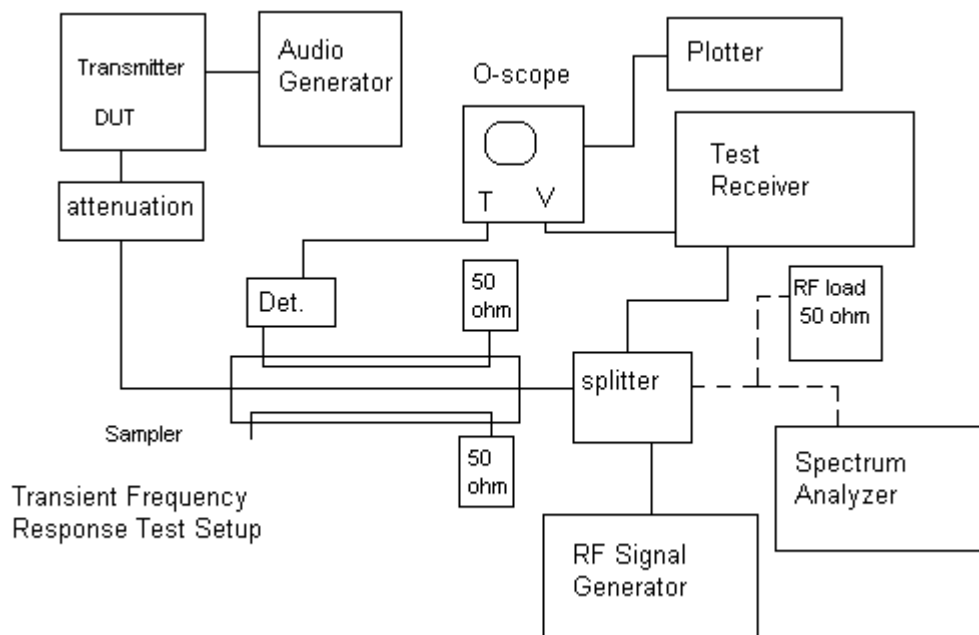 Transmitter
DUT
Audio
Generator
O-scope
Plotter
T V
Test
Receiver
attenuation
Det.
50
ohm
RF load
50 ohm
splitter
Sampler
50
ohm
Spectrum
Analyzer
Transient Frequency
Response Test Setup
RF Signal
Generator